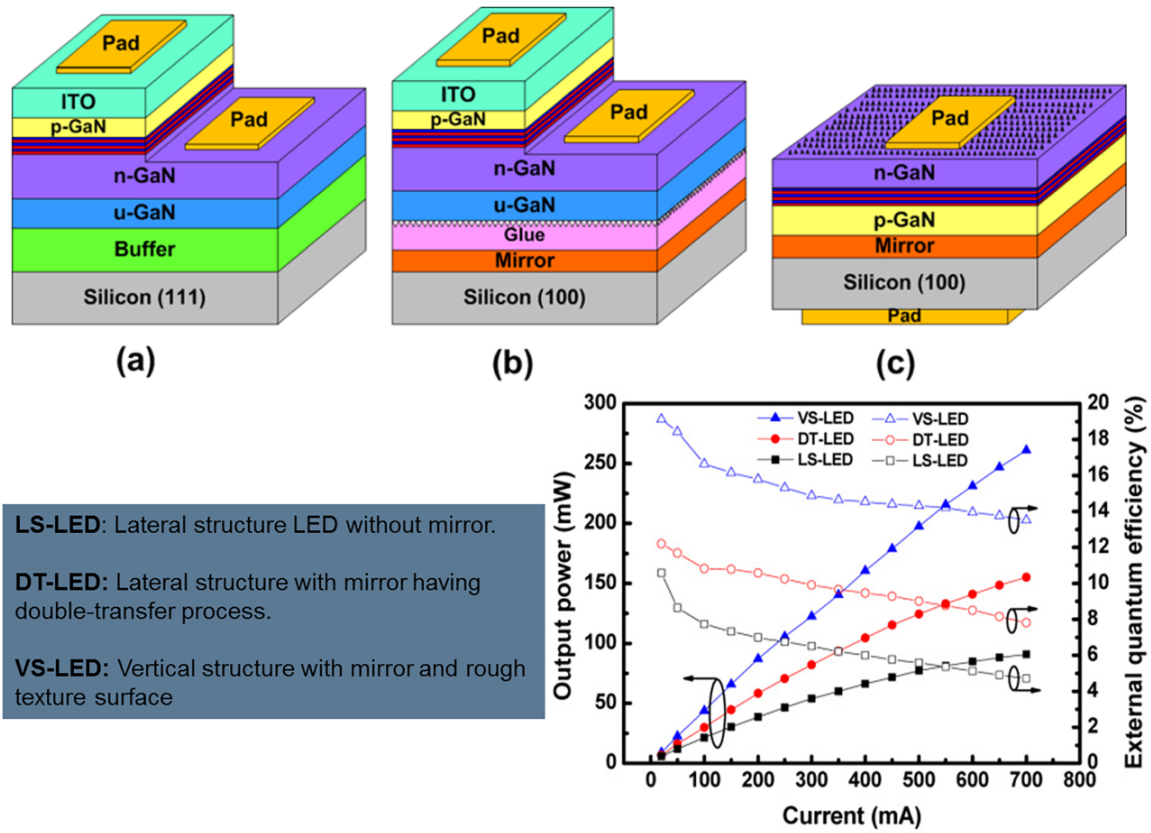 Pad
ITO
p-GaN
Pad
n-GaN
u-GaN
Buffer
Silicon (111)
(a)
Pad
ITO
p-GaN
Pad
n-GaN
u-GaN
Glue
Mirror
Silicon (100)
(b)
Pad
n-GaN
p-GaN
Mirror
Silicon (100)
Pad
(c)
LS-LED: Lateral structure LED without mirror.
DT-LED: Lateral structure with mirror having
double-transfer process.
VS-LED: Vertical structure with mirror and rough
texture surface
Output power (mW)
300
250
200
150
100
50
0
VS-LED VS-LED
DT-LED DT-LED
LS-LED LS-LED
20
18
16
14
12
10
8
6
4
2
0
External quantum efficiency (%)
0 100 200 300 400 500 600 700 800
Current (mA)